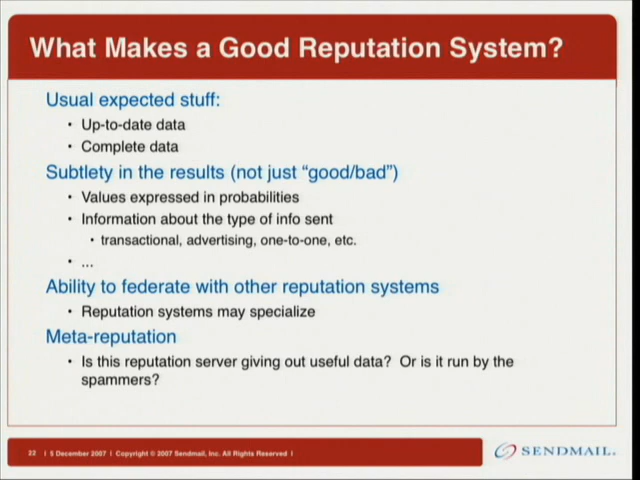 What Makes a Good Reputation System?
Usual expected stuff:
• Up-to-date data
• Complete data
Subtlety in the results (not just “good/bad”)
• Values expressed in probabilities
• Information about the type of info sent
• transactional, advertising, one-to-one, etc.
• ...
Ability to federate with other reputation systems
• Reputation systems may specialize
Meta-reputation
• Is this reputation server giving out useful data?  Or is it run by the
spammers?
22 | 5 December 2007 | Copyright © 2007 Sendmail, Inc. All Rights Reserved |
SENDMAIL.